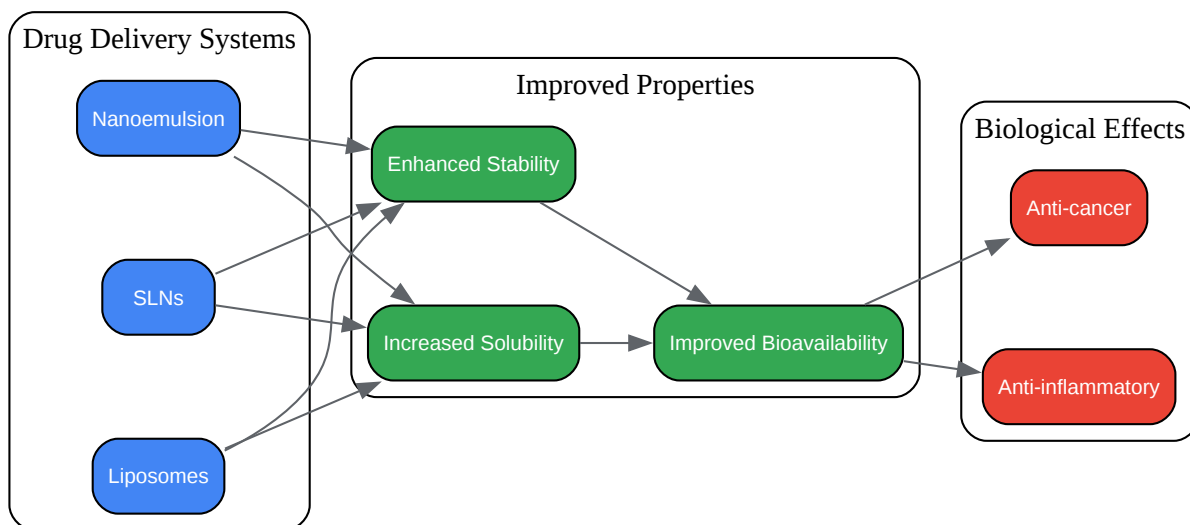 Drug Delivery Systems
Nanoemulsion
SLNs
Liposomes
Improved Properties
Enhanced Stability
Increased Solubility
Improved Bioavailability
Biological Effects
Anti-cancer
Anti-inflammatory